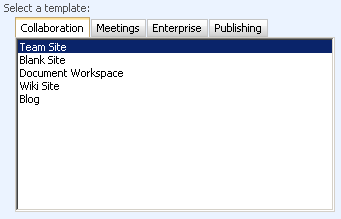 Select a template:
Collaboration Meetings Enterprise Publishing
Team Site
Blank Site
Document Workspace
Wiki Site
Blog